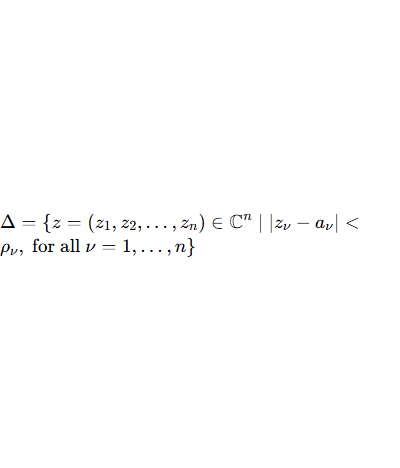 Δ = {z = (z₁, z₂, …, zₙ) ∈ ℂⁿ | |z_ν − a_ν| <
ρ_ν, for all ν = 1, …, n}